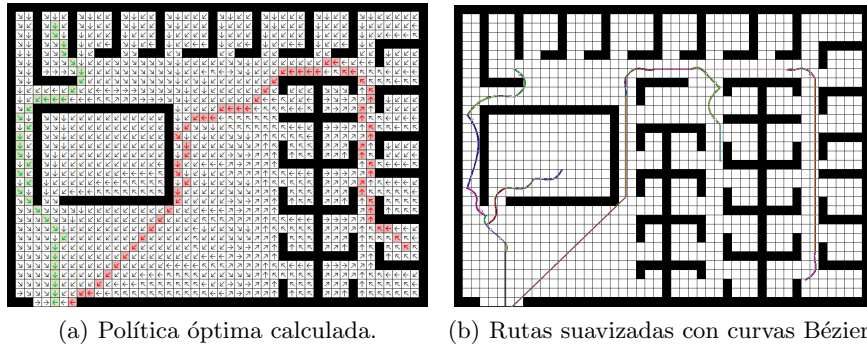 (a) Política óptima calculada.
(b) Rutas suavizadas con curvas Bézier